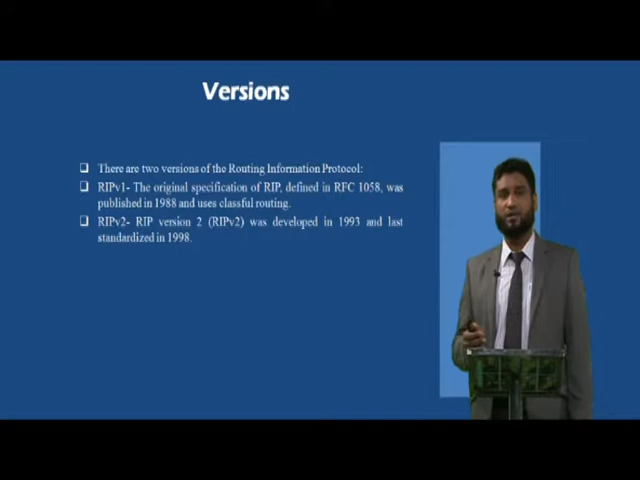 Versions
There are two versions of the Routing Information Protocol:
RIPv1- The original specification of RIP, defined in RFC 1058, was
published in 1988 and uses classful routing.
RIPv2- RIP version 2 (RIPv2) was developed in 1993 and last
standardized in 1998.